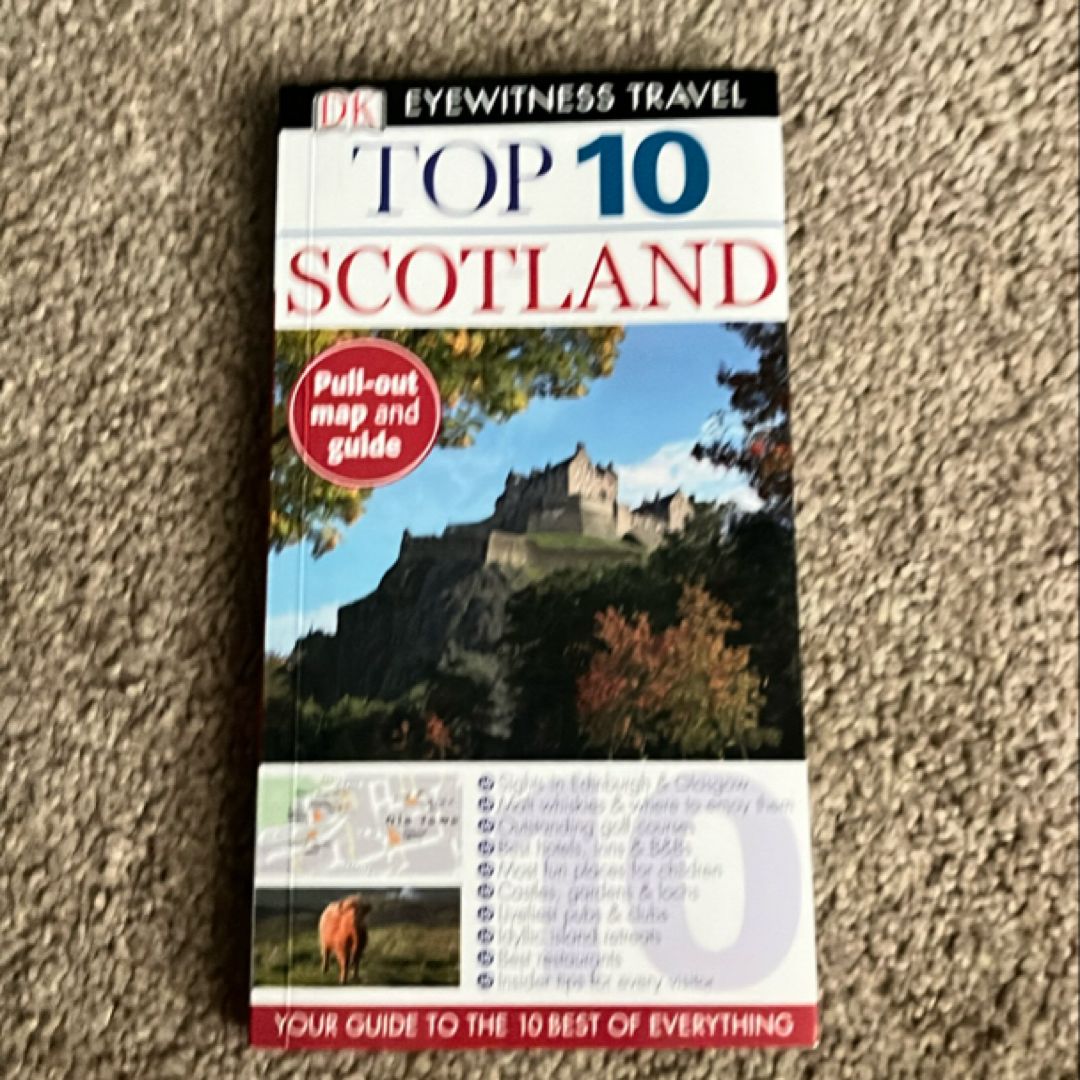 DK EYEWITNESS TRAVEL
TOP 10
SCOTLAND
Pull-out
map and
guide
Sights in Edinburgh & Glasgow
Malt whiskies & where to enjoy them
Outstanding golf courses
Best hotels, inns & B&Bs
Most fun places for children
Castles, gardens & lochs
Liveliest pubs & clubs
Idyllic island retreats
Best restaurants
Insider tips for every visitor
YOUR GUIDE TO THE 10 BEST OF EVERYTHING